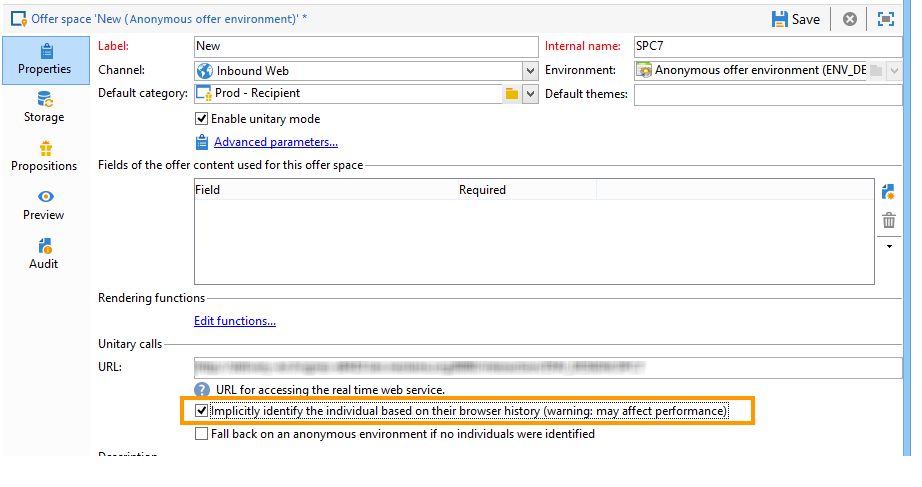 Offer space 'New (Anonymous offer environment)' *
Save
Properties
Storage
Propositions
Preview
Audit
Label: New Internal name: SPC7
Channel: Inbound Web Environment: Anonymous offer environment (ENV_DE
Default category: Prod - Recipient Default themes:
Enable unitary mode
Advanced parameters...
Fields of the offer content used for this offer space
Field Required
Rendering functions
Edit functions...
Unitary calls
URL:
? URL for accessing the real time web service.
Implicitly identify the individual based on their browser history (warning: may affect performance)
Fall back on an anonymous environment if no individuals were identified